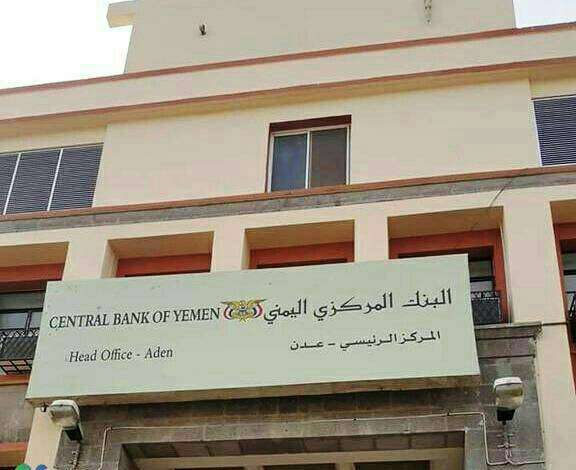 CENTRAL BANK OF YEMEN البنك المركزي اليمني
Head Office - Aden المركز الرئيسي - عدن